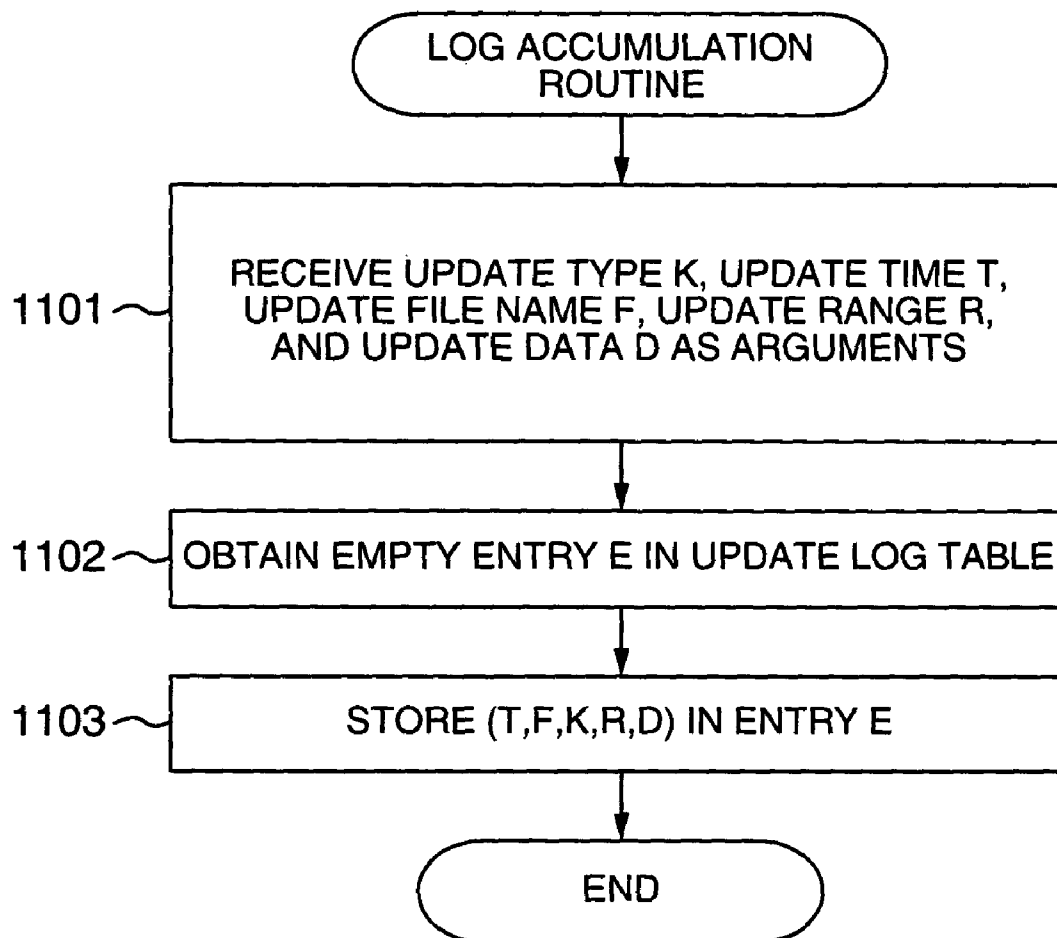 LOG ACCUMULATION
ROUTINE
1101
RECEIVE UPDATE TYPE K, UPDATE TIME T,
UPDATE FILE NAME F, UPDATE RANGE R,
AND UPDATE DATA D AS ARGUMENTS
1102
OBTAIN EMPTY ENTRY E IN UPDATE LOG TABLE
1103
STORE (T,F,K,R,D) IN ENTRY E
END